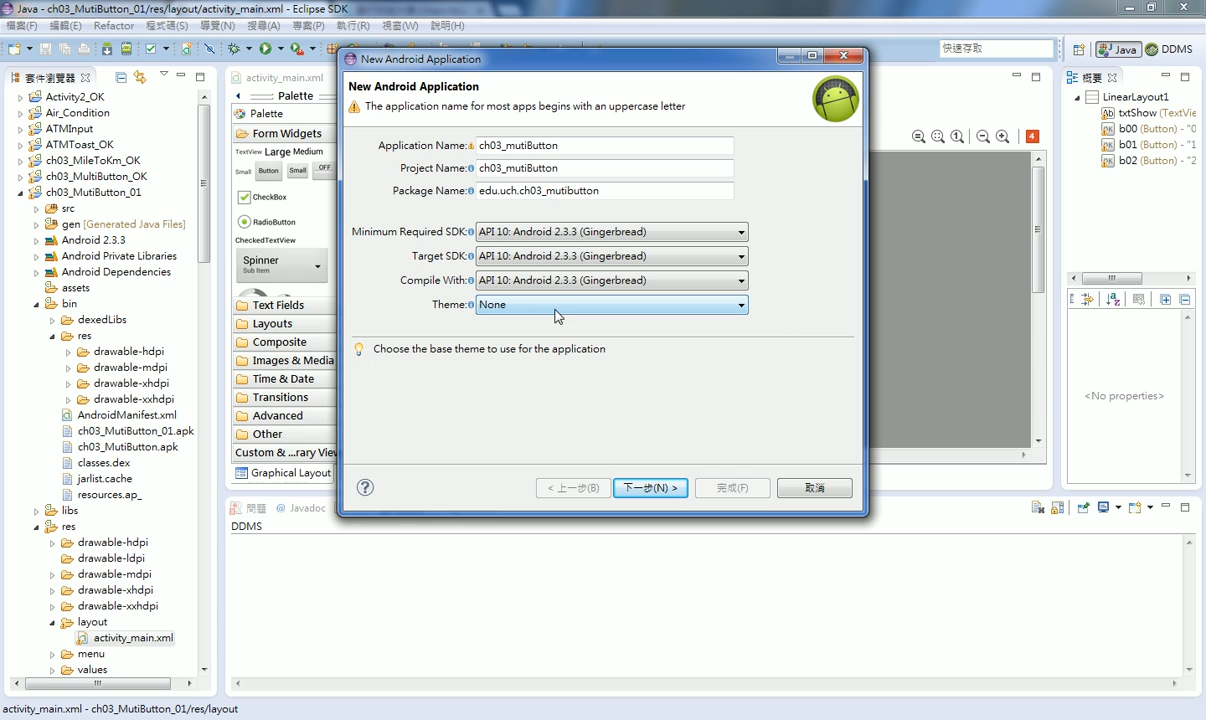 Java - ch03_MutiButton_01/res/layout/activity_main.xml - Eclipse SDK
檔案(F) 編輯(E) Refactor 程式碼(S) 導覽(N) 搜尋(A) 專案(P) 執行(R) 視窗(W) 說明(H)
快速存取
Java
DDMS
套件瀏覽器
Activity2_OK
Air_Condition
ATMInput
ATMToast_OK
ch03_MileToKm_OK
ch03_MultiButton_OK
ch03_MutiButton_01
src
gen [Generated Java Files]
Android 2.3.3
Android Private Libraries
Android Dependencies
assets
bin
dexedLibs
res
drawable-hdpi
drawable-mdpi
drawable-xhdpi
drawable-xxhdpi
AndroidManifest.xml
ch03_MutiButton_01.apk
ch03_MutiButton.apk
classes.dex
jarlist.cache
resources.ap_
libs
res
drawable-hdpi
drawable-ldpi
drawable-mdpi
drawable-xhdpi
drawable-xxhdpi
layout
activity_main.xml
menu
values
activity_main.xml
Palette
Palette
Form Widgets
TextView Large Medium
Small Button Small OFF
CheckBox
RadioButton
CheckedTextView
Spinner
Sub Item
Text Fields
Layouts
Composite
Images & Media
Time & Date
Transitions
Advanced
Other
Custom & ...rary View
Graphical Layout
New Android Application
New Android Application
The application name for most apps begins with an uppercase letter
Application Name: ch03_mutiButton
Project Name: ch03_mutiButton
Package Name: edu.uch.ch03_mutibutton
Minimum Required SDK: API 10: Android 2.3.3 (Gingerbread)
Target SDK: API 10: Android 2.3.3 (Gingerbread)
Compile With: API 10: Android 2.3.3 (Gingerbread)
Theme: None
Choose the base theme to use for the application
< 上一步(B) 下一步(N) > 完成(F) 取消
4
概要
LinearLayout1
txtShow (TextVi
b00 (Button) - "0
b01 (Button) - "1
b02 (Button) - "2
<No properties>
問題 @ Javadoc
DDMS
activity_main.xml - ch03_MutiButton_01/res/layout